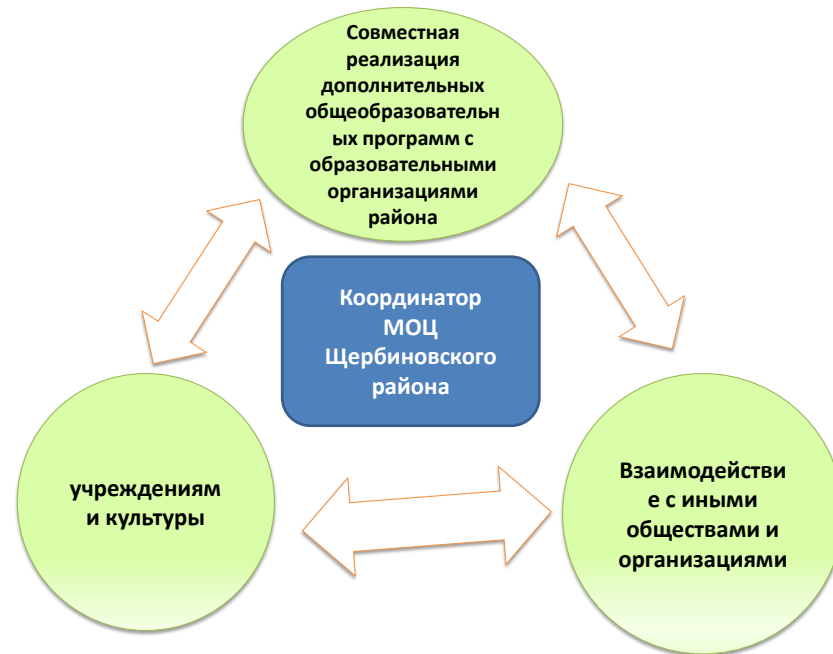 Совместная
реализация
дополнительных
общеобразовательн
ых программ с
образовательными
организациями
района
Координатор
МОЦ
Щербиновского
района
учреждениям
и культуры
Взаимодействи
е с иными
обществами и
организациями